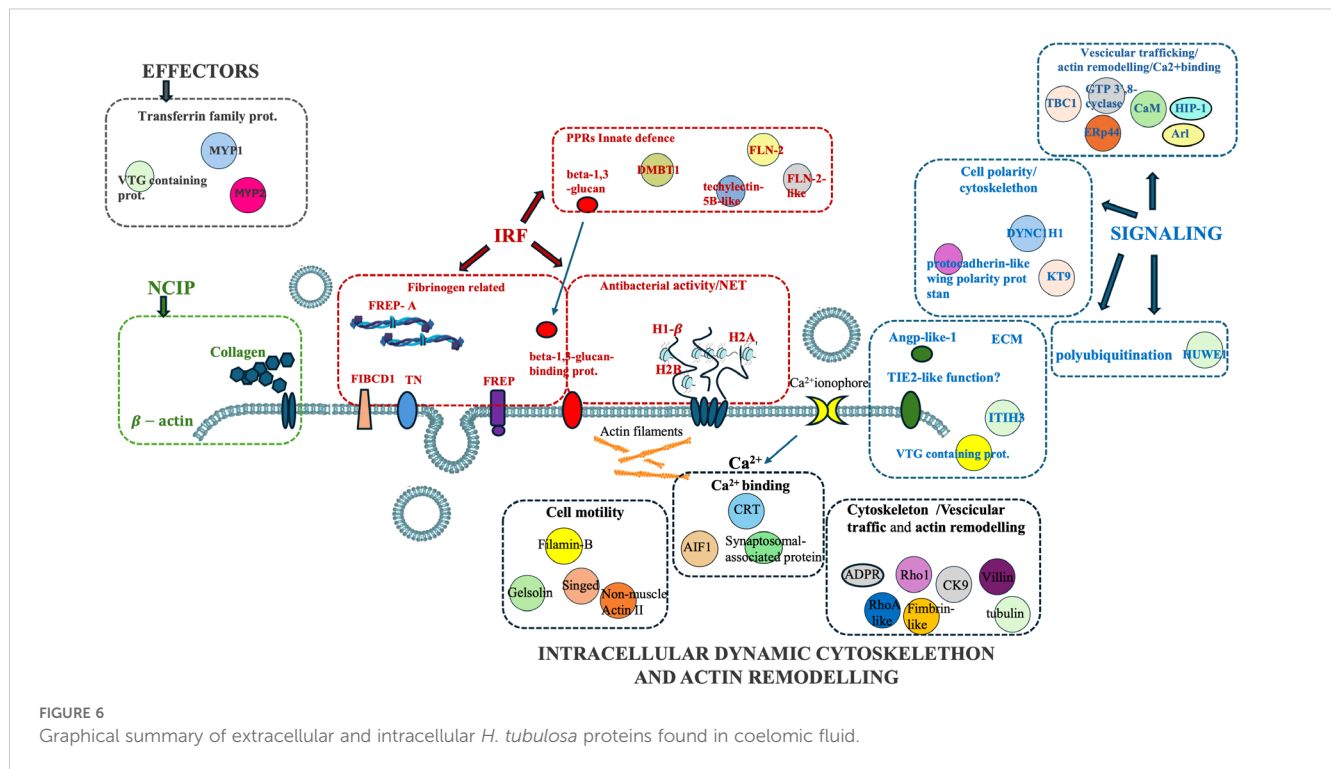 EFFECTORS
Transferrin family prot.
MYP1
VTG containing
prot.
MYP2
NCIP
Collagen
β – actin
IRF
PPRs Innate defence
beta-1,3
-glucan
DMBT1
FLN-2
techylectin-
5B-like
FLN-2-
like
Fibrinogen related
FREP- A
FIBCD1
TN
FREP
beta-1,3-glucan-
binding prot.
Antibacterial activity/NET
H1-β
H2A
H2B
Ca²⁺ionophore
Actin filaments
Vescicular trafficking/
actin remodelling/Ca2+binding
TBC1
GTP 3',8-
cyclase
CaM
HIP-1
ERp44
Arl
Cell polarity/
cytoskelethon
DYNC1H1
protocadherin-like
wing polarity prot
stan
KT9
SIGNALING
polyubiquitination
HUWE1
Angp-like-1
ECM
TIE2-like function?
ITIH3
VTG containing prot.
Ca²⁺
Ca²⁺ binding
CRT
AIF1
Synaptosomal-
associated protein
Cell motility
Filamin-B
Gelsolin
Singed
Non-muscle
Actin II
Cytoskeleton /Vescicular
traffic and actin remodelling
ADPR
Rho1
CK9
Villin
RhoA
like
Fimbrin-
like
tubulin
INTRACELLULAR DYNAMIC CYTOSKELETHON
AND ACTIN REMODELLING
FIGURE 6
Graphical summary of extracellular and intracellular H. tubulosa proteins found in coelomic fluid.